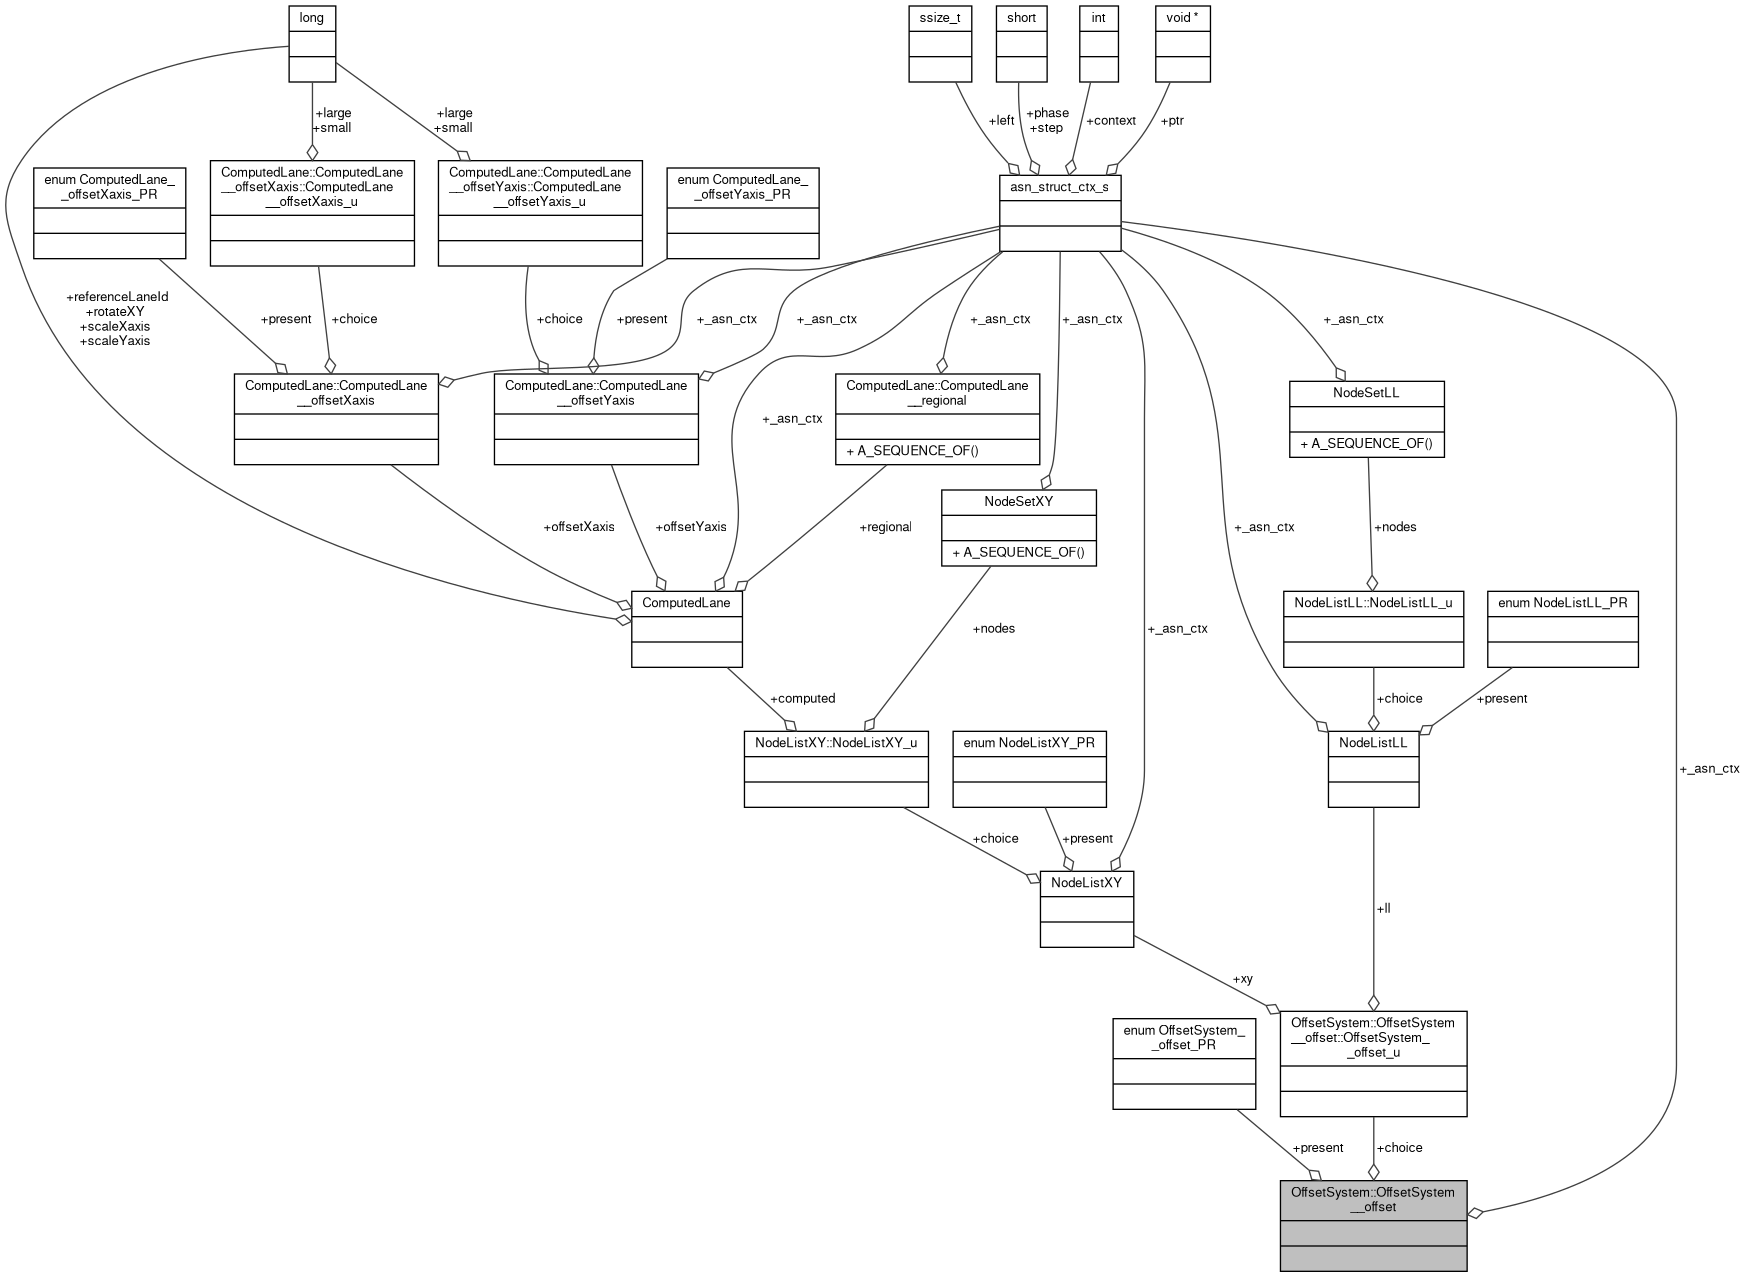 long
ssize_t
short
int
void *
+large
+small
+large
+small
+left
+phase
+step
+context
+ptr
enum ComputedLane_
_offsetXaxis_PR
ComputedLane::ComputedLane
__offsetXaxis::ComputedLane
__offsetXaxis_u
ComputedLane::ComputedLane
__offsetYaxis::ComputedLane
__offsetYaxis_u
enum ComputedLane_
_offsetYaxis_PR
asn_struct_ctx_s
+referenceLaneId
+rotateXY
+scaleXaxis
+scaleYaxis
+present
+choice
+_asn_ctx
+choice
+present
+_asn_ctx
+_asn_ctx
+_asn_ctx
+_asn_ctx
ComputedLane::ComputedLane
__offsetXaxis
ComputedLane::ComputedLane
__offsetYaxis
+_asn_ctx
ComputedLane::ComputedLane
__regional
+ A_SEQUENCE_OF()
NodeSetLL
+ A_SEQUENCE_OF()
NodeSetXY
+ A_SEQUENCE_OF()
+offsetXaxis
+offsetYaxis
+regional
+_asn_ctx
+nodes
ComputedLane
+nodes
+_asn_ctx
NodeListLL::NodeListLL_u
enum NodeListLL_PR
+computed
+choice
+present
NodeListXY::NodeListXY_u
enum NodeListXY_PR
NodeListLL
+_asn_ctx
+choice
+present
NodeListXY
+ll
+xy
enum OffsetSystem_
_offset_PR
OffsetSystem::OffsetSystem
__offset::OffsetSystem_
_offset_u
+present
+choice
OffsetSystem::OffsetSystem
__offset